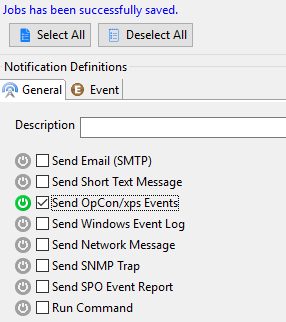 Jobs has been successfully saved.
Select All
Deselect All
Notification Definitions
General
E Event
Description
Send Email (SMTP)
Send Short Text Message
Send OpCon/xps Events
Send Windows Event Log
Send Network Message
Send SNMP Trap
Send SPO Event Report
Run Command